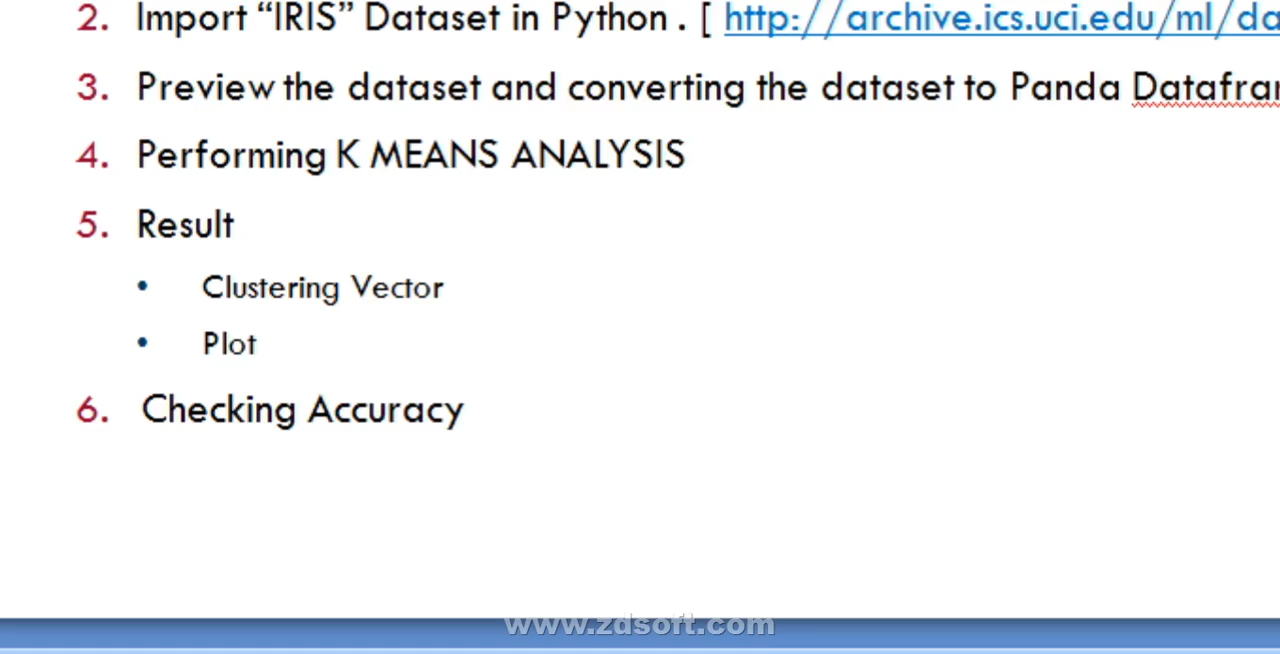 2. Import “IRIS” Dataset in Python . [ http://archive.ics.uci.edu/ml/da
3. Preview the dataset and converting the dataset to Panda Datafra
4. Performing K MEANS ANALYSIS
5. Result
• Clustering Vector
• Plot
6. Checking Accuracy
www.zdsoft.com